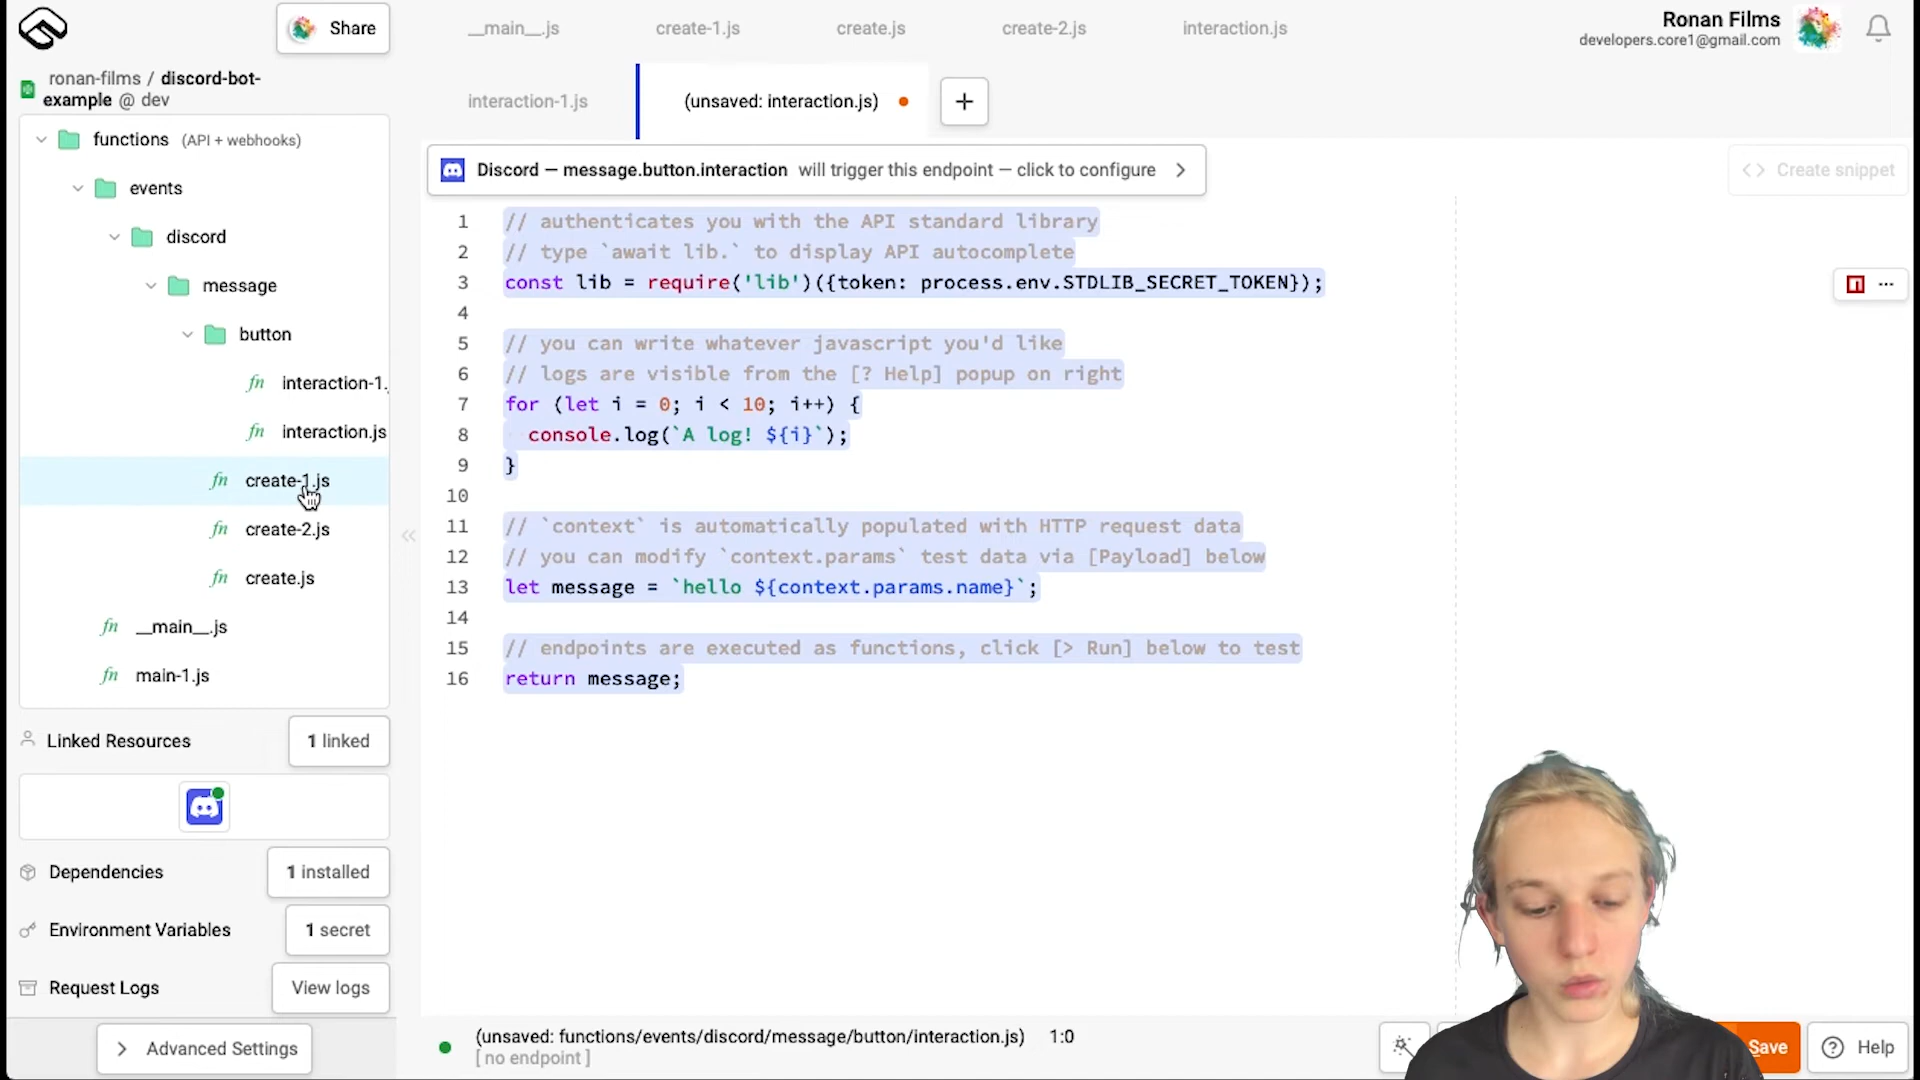 Share
__main__.js
create-1.js
create.js
create-2.js
interaction.js
Ronan Films
developers.core1@gmail.com
ronan-films / discord-bot-
example @ dev
interaction-1.js
(unsaved: interaction.js)
+
functions (API + webhooks)
events
discord
message
button
fn interaction-1.
fn interaction.js
fn create-1.js
fn create-2.js
fn create.js
fn __main__.js
fn main-1.js
Linked Resources
1 linked
Dependencies
1 installed
Environment Variables
1 secret
Request Logs
View logs
Advanced Settings
Discord — message.button.interaction will trigger this endpoint — click to configure
<> Create snippet
1 // authenticates you with the API standard library
2 // type `await lib.` to display API autocomplete
3 const lib = require('lib')({token: process.env.STDLIB_SECRET_TOKEN});
4
5 // you can write whatever javascript you'd like
6 // logs are visible from the [? Help] popup on right
7 for (let i = 0; i < 10; i++) {
8 console.log(`A log! ${i}`);
9 }
10
11 // `context` is automatically populated with HTTP request data
12 // you can modify `context.params` test data via [Payload] below
13 let message = `hello ${context.params.name}`;
14
15 // endpoints are executed as functions, click [> Run] below to test
16 return message;
(unsaved: functions/events/discord/message/button/interaction.js) 1:0
[ no endpoint ]
Save
? Help